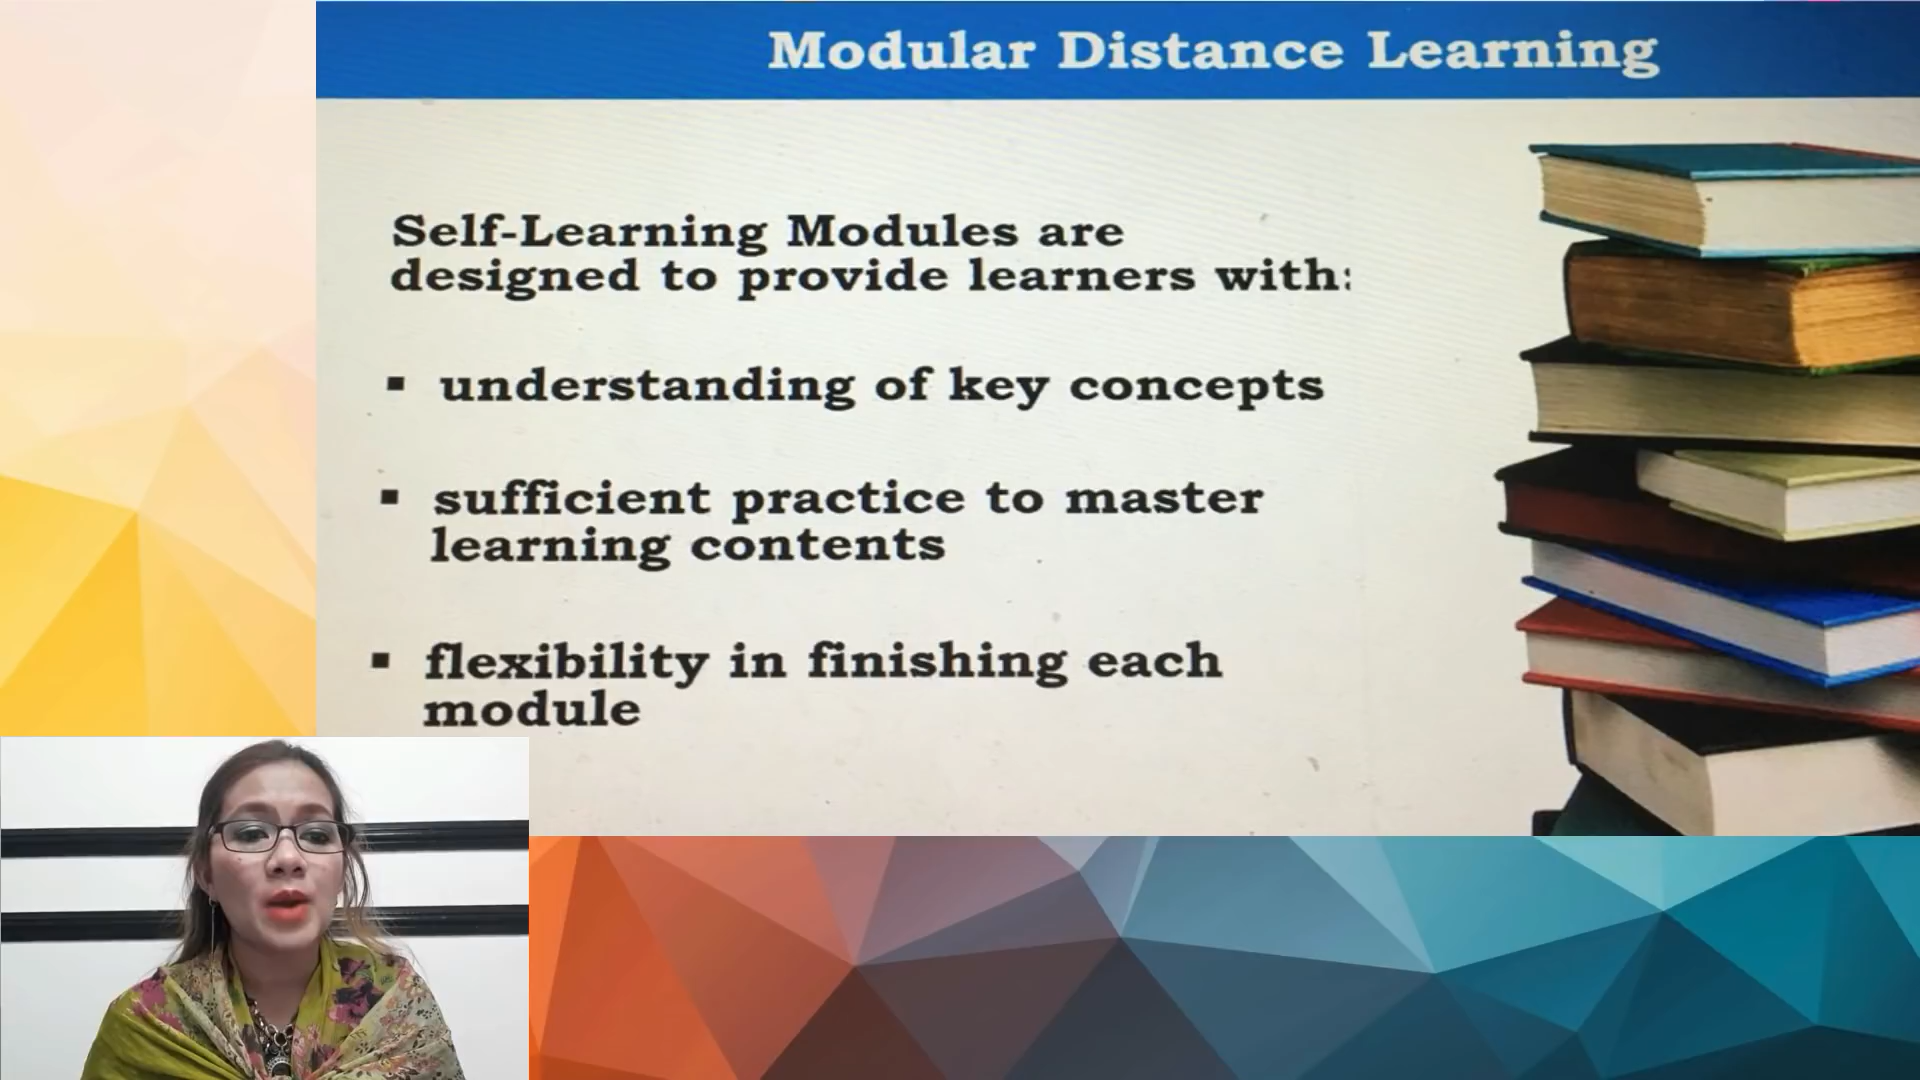 Modular Distance Learning
Self-Learning Modules are
designed to provide learners with:
▪ understanding of key concepts
▪ sufficient practice to master
learning contents
▪ flexibility in finishing each
module